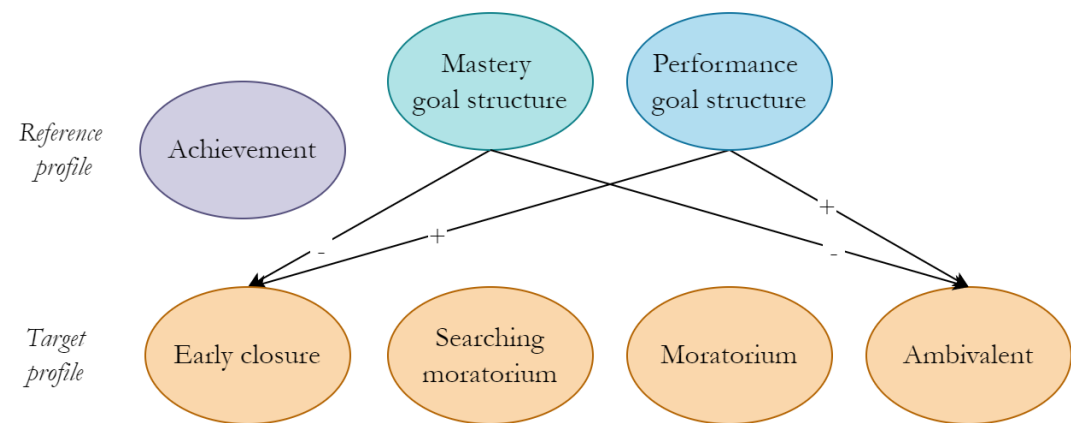 Mastery
goal structure
Performance
goal structure
Reference
profile
Achievement
+
-
+
-
Target
profile
Early closure
Searching
moratorium
Moratorium
Ambivalent